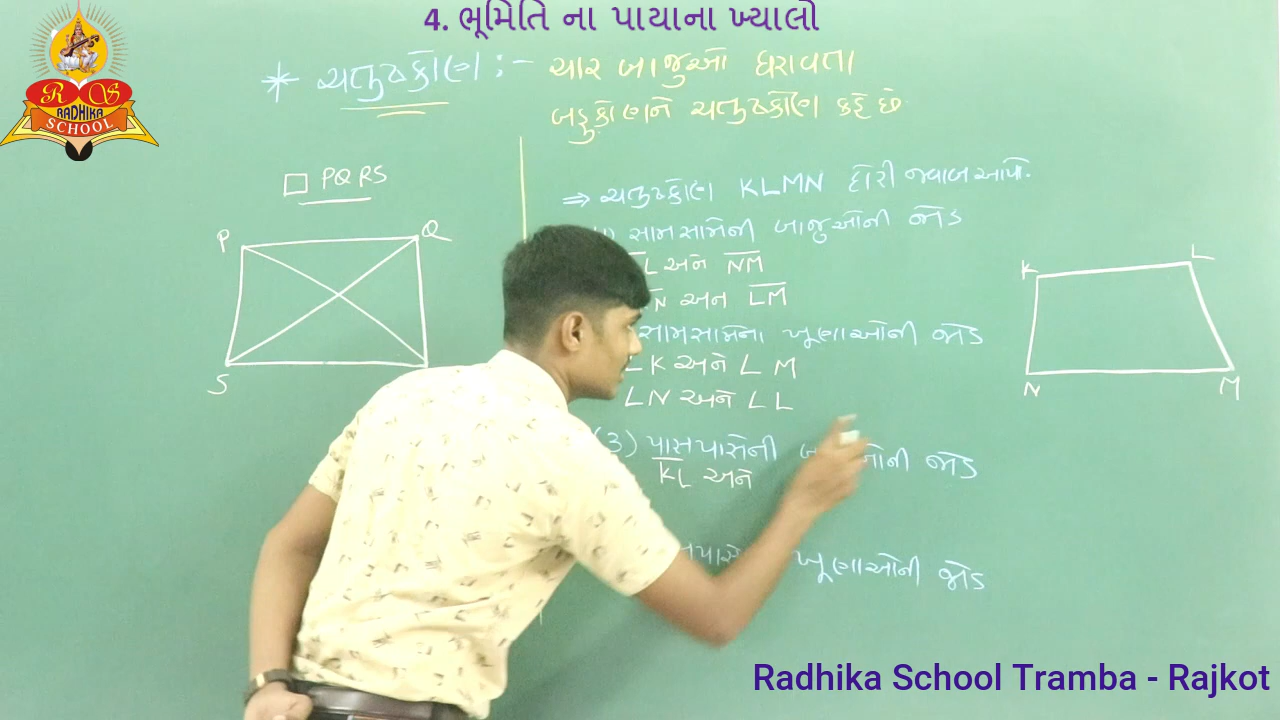 4. ભૂમિતિ ના પાયાના ખ્યાલો
R S
RADHIKA
SCHOOL
* ચતુષ્કોણ :- ચાર બાજુઓ ધરાવતા
બહુકોણને ચતુષ્કોણ કહે છે
□ PQRS
P Q
S
⇒ ચતુષ્કોણ KLMN દોરી જવાબ આપો.
સામસામેની બાજુઓની જોડ
L અને NM
N અન LM
સામસામેના ખૂણાઓની જોડ
∠K અને ∠M
∠N અને ∠L
(3) પાસપાસેની ઓની જોડ
KL અને
ખૂણાઓની જોડ
K L
N M
Radhika School Tramba - Rajkot